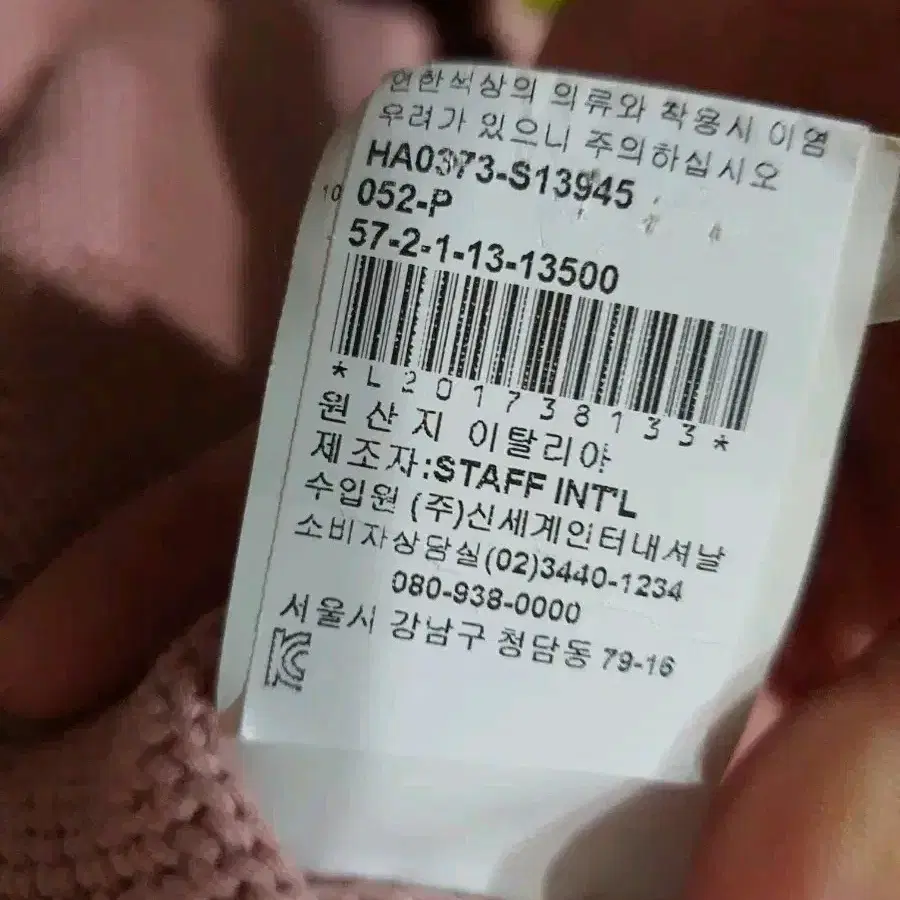 연한색상의 의류와 착용시 이염
우려가 있으니 주의하십시오
HA0373-S13945
052-P
10
57-2-1-13-13500
*L201738133*
원산지 이탈리아
제조자:STAFF INT'L
수입원 (주)신세계인터내셔날
소비자상담실(02)3440-1234
080-938-0000
서울시 강남구 청담동 79-16